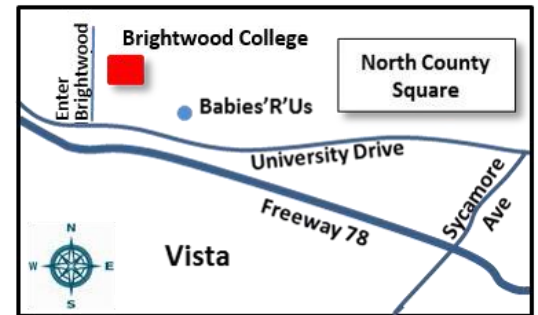 Brightwood College
Enter
Brightwood
North County
Square
Babies'R'Us
University Drive
Sycamore
Ave
Freeway 78
Vista
N
W E
S